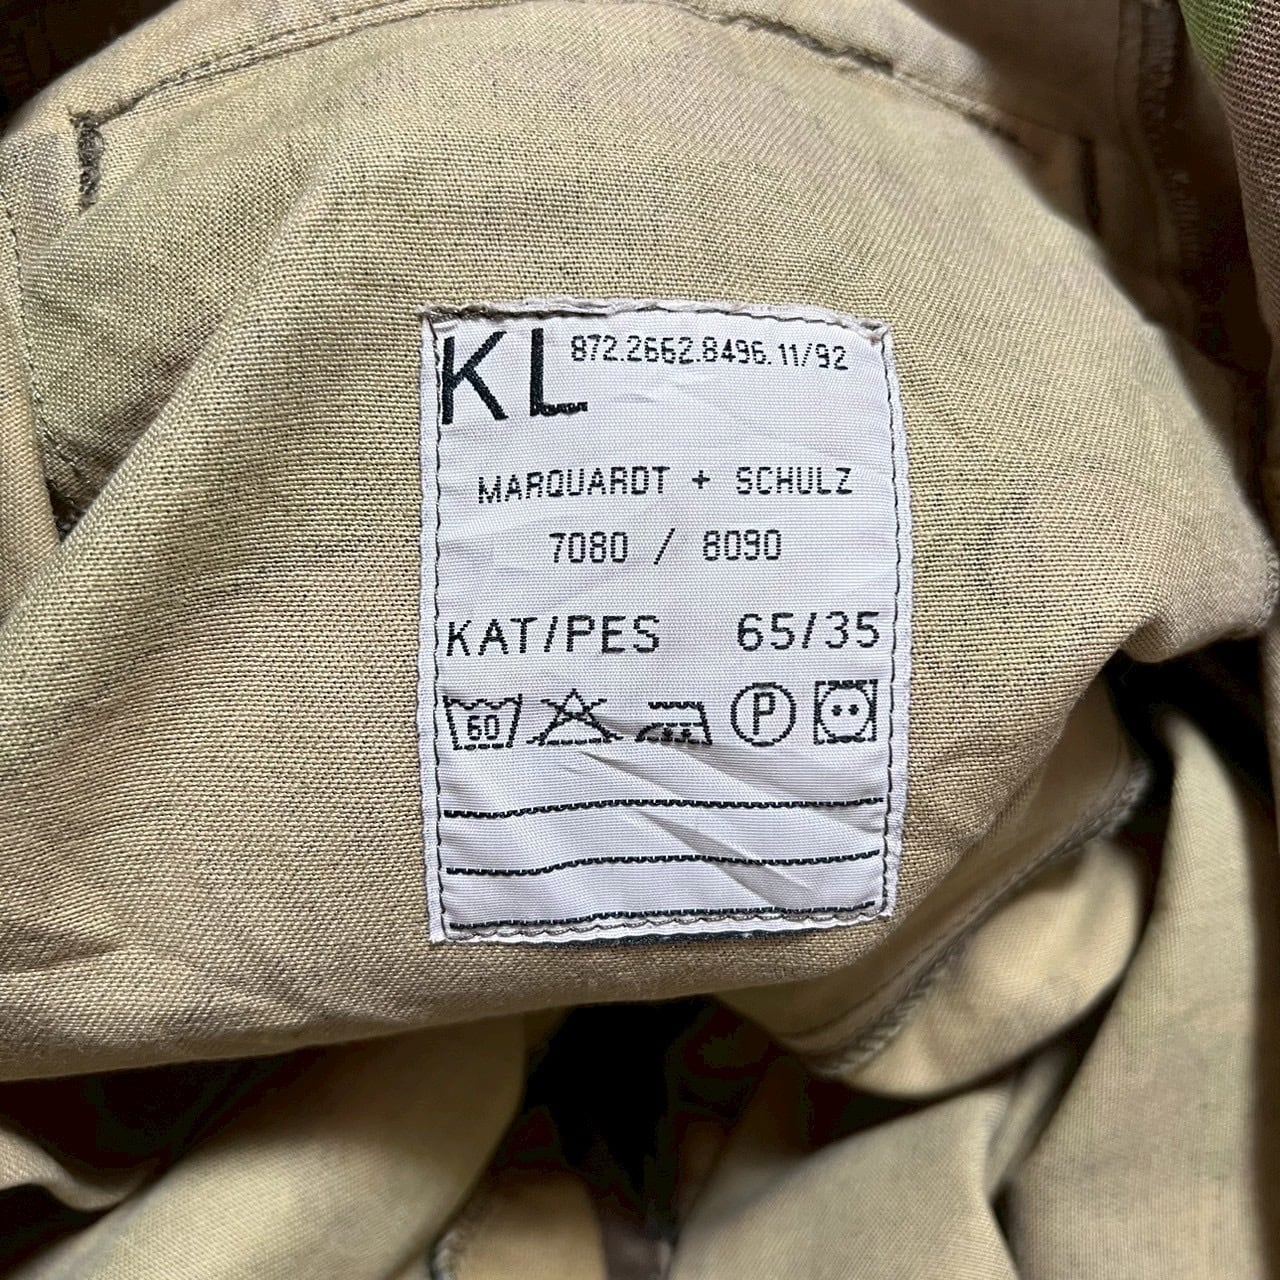 KL 872.2662.8496.11/92
MARQUARDT + SCHULZ
7080 / 8090
KAT/PES 65/35
60 P